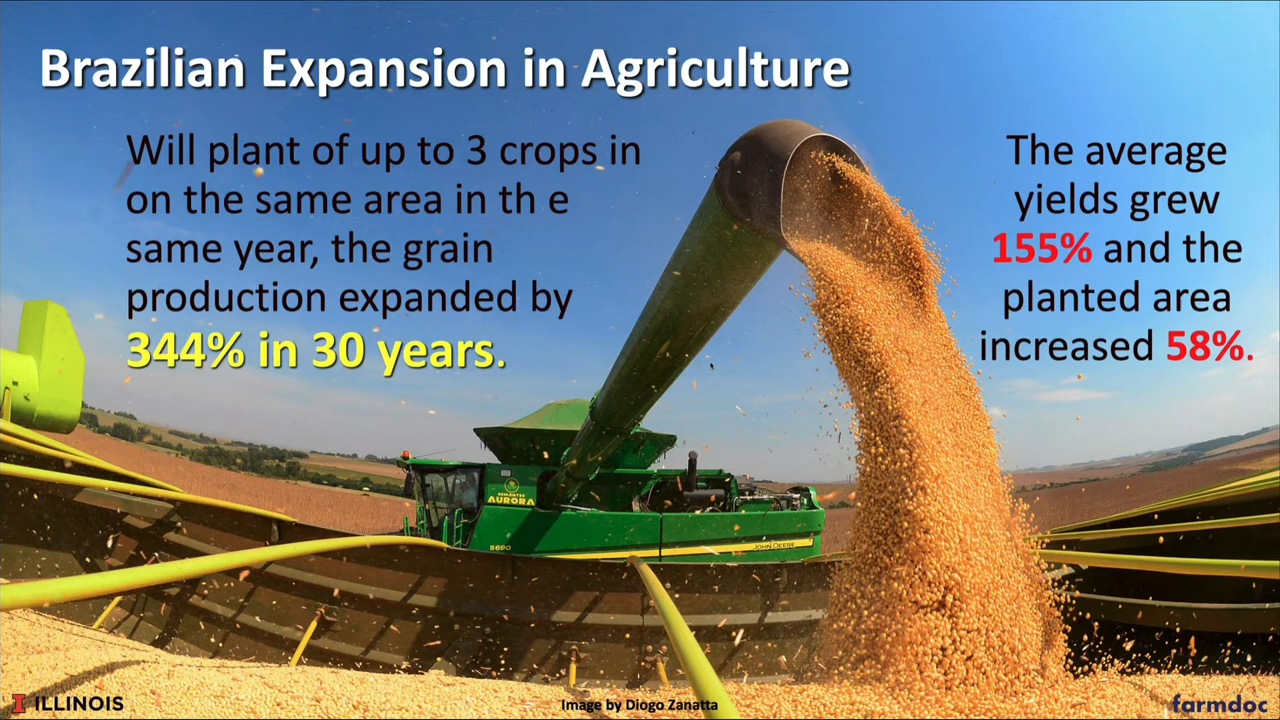 Brazilian Expansion in Agriculture
Will plant of up to 3 crops in
on the same area in th e
same year, the grain
production expanded by
344% in 30 years.
The average
yields grew
155% and the
planted area
increased 58%.
SEMENTES
AURORA
S690
JOHN DEERE
I ILLINOIS
Image by Diogo Zanatta
farmdoc